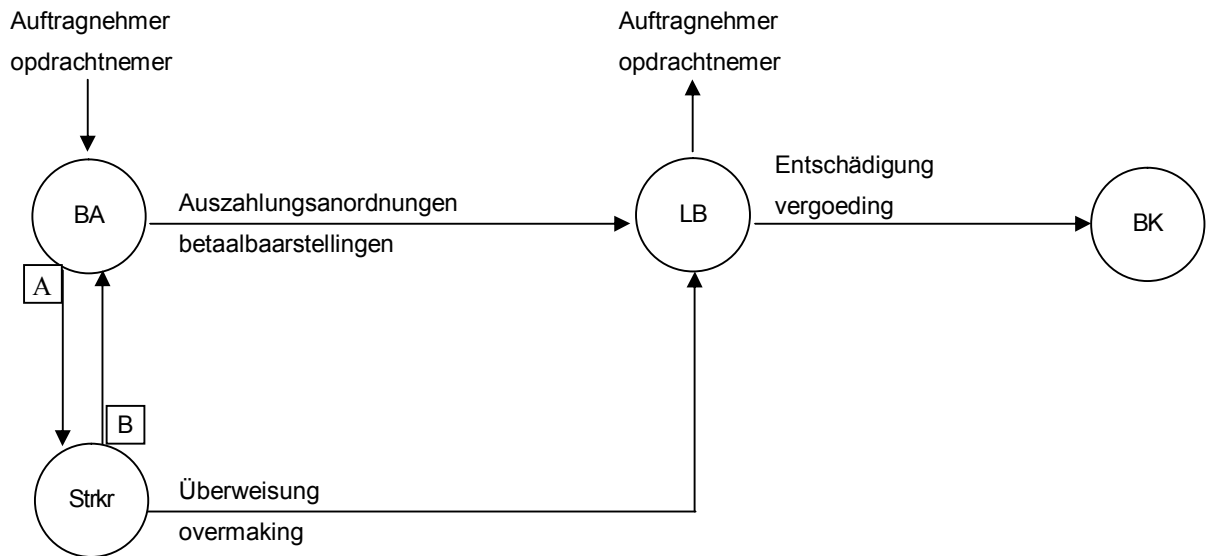 Auftragnehmer
opdrachtnemer
Auftragnehmer
opdrachtnemer
BA
Auszahlungsanordnungen
betaalbaarstellingen
LB
Entschädigung
vergoeding
BK
A
B
Strkr
Überweisung
overmaking